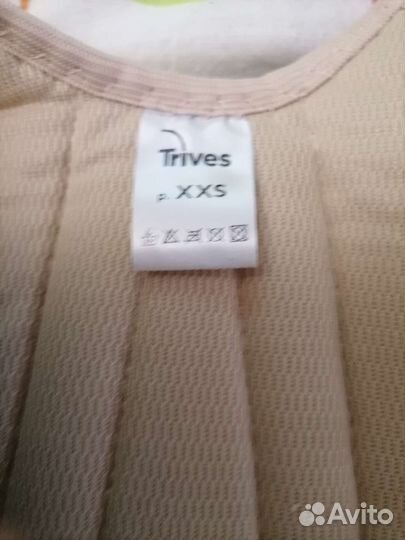 Trives
р. XXS
Avito